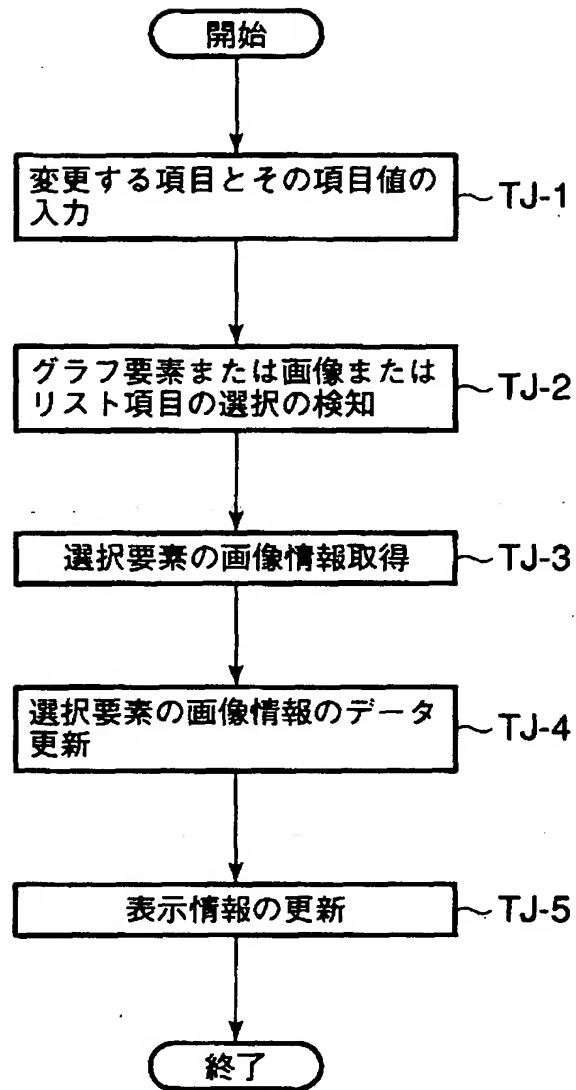 開始
変更する項目とその項目値の
入力
TJ-1
グラフ要素または画像または
リスト項目の選択の検知
TJ-2
選択要素の画像情報取得
TJ-3
選択要素の画像情報のデータ
更新
TJ-4
表示情報の更新
TJ-5
終了